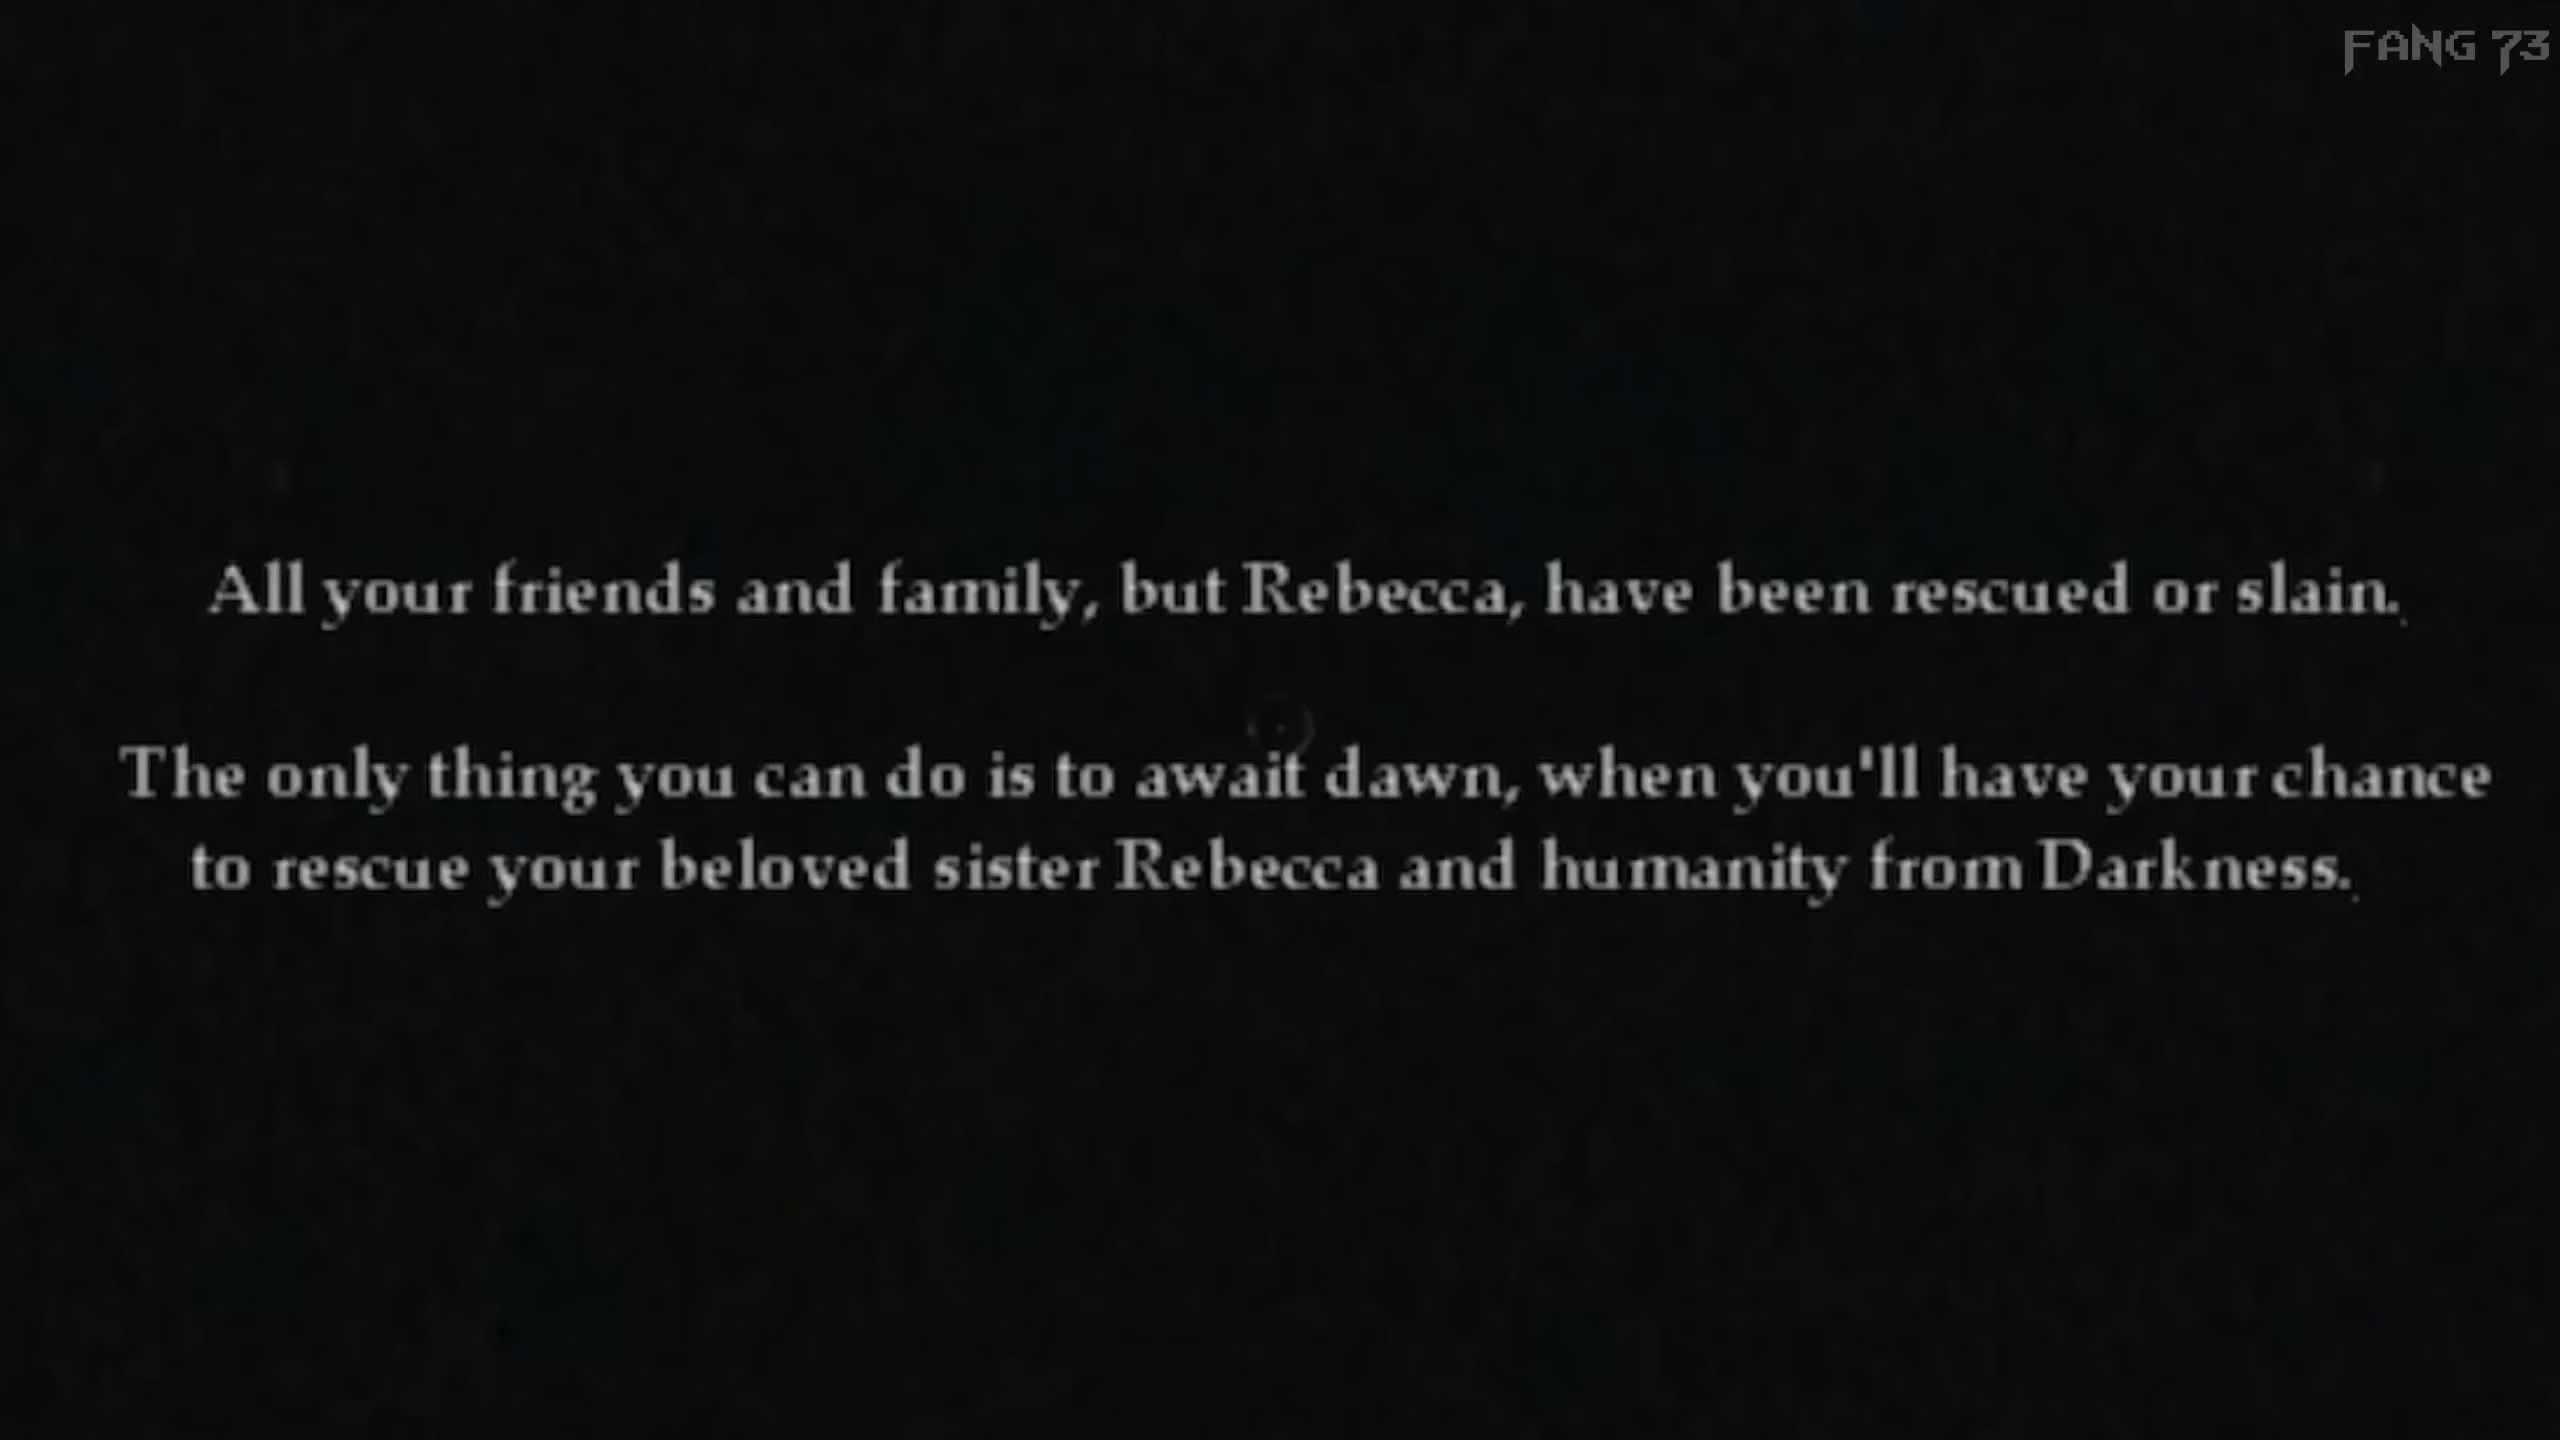 FANG 73
All your friends and family, but Rebecca, have been rescued or slain.
The only thing you can do is to await dawn, when you'll have your chance
to rescue your beloved sister Rebecca and humanity from Darkness.